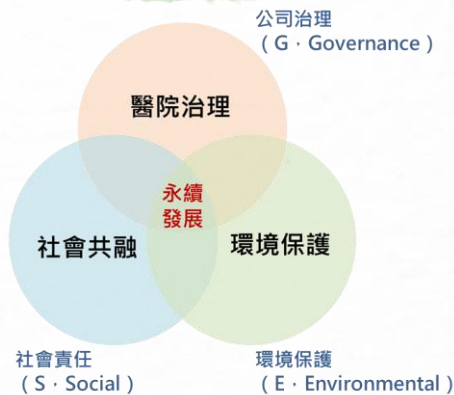 公司治理
（G．Governance）
醫院治理
永續
發展
社會共融
環境保護
社會責任
（S．Social）
環境保護
（E．Environmental）